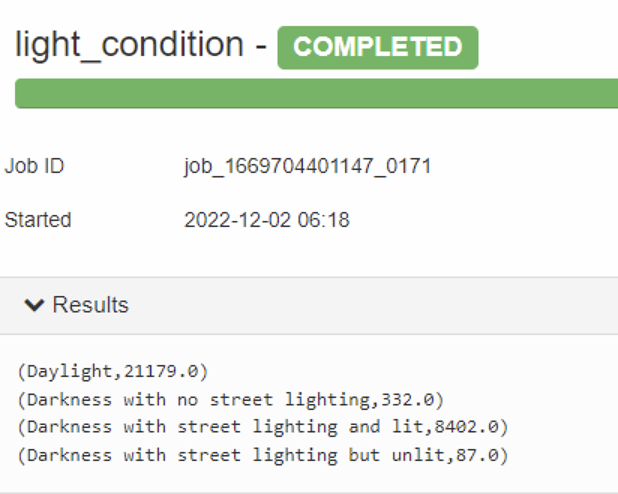 light_condition - COMPLETED
Job ID job_1669704401147_0171
Started 2022-12-02 06:18
Results
(Daylight,21179.0)
(Darkness with no street lighting,332.0)
(Darkness with street lighting and lit,8402.0)
(Darkness with street lighting but unlit,87.0)